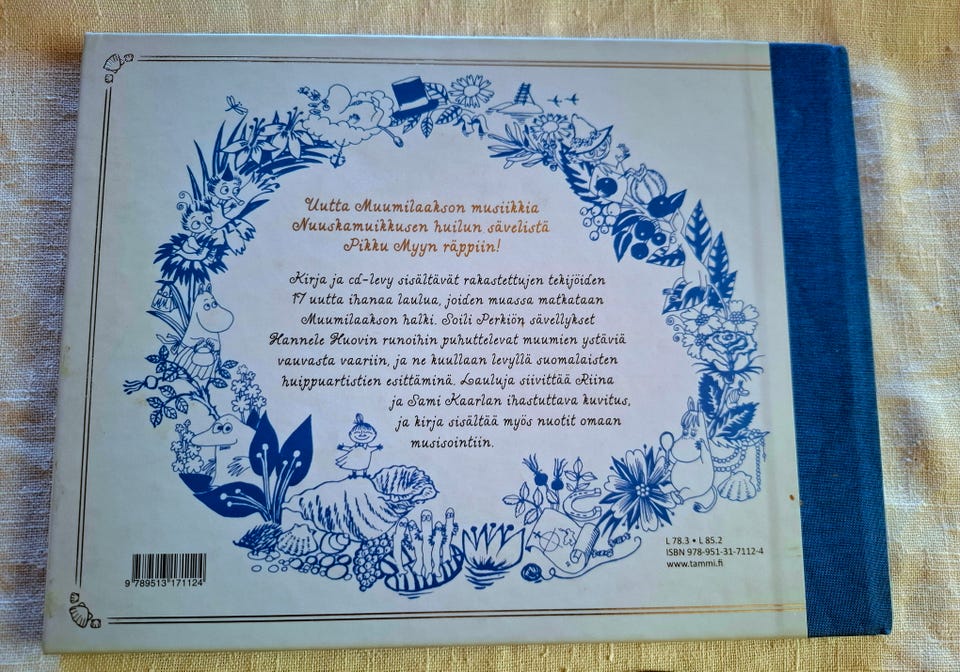 Uutta Muumilaakson musiikkia
Nuuskamuikkusen huilun sävelistä
Pikku Myyn räppiin!
Kirja ja cd-levy sisältävät rakastettujen tekijöiden
17 uutta ihanaa laulua, joiden muassa matkataan
Muumilaakson halki. Soili Perkiön sävellykset
Hannele Huovin runoihin puhuttelevat muumien ystäviä
vauvasta vaariin, ja ne kuullaan levyllä suomalaisten
huippuartistien esittäminä. Lauluja siivittää Riina
ja Sami Kaarlan ihastuttava kuvitus,
ja kirja sisältää myös nuotit omaan
musisointiin.
L 78.3 • L 85.2
ISBN 978-951-31-7112-4
www.tammi.fi
9 789513 171124